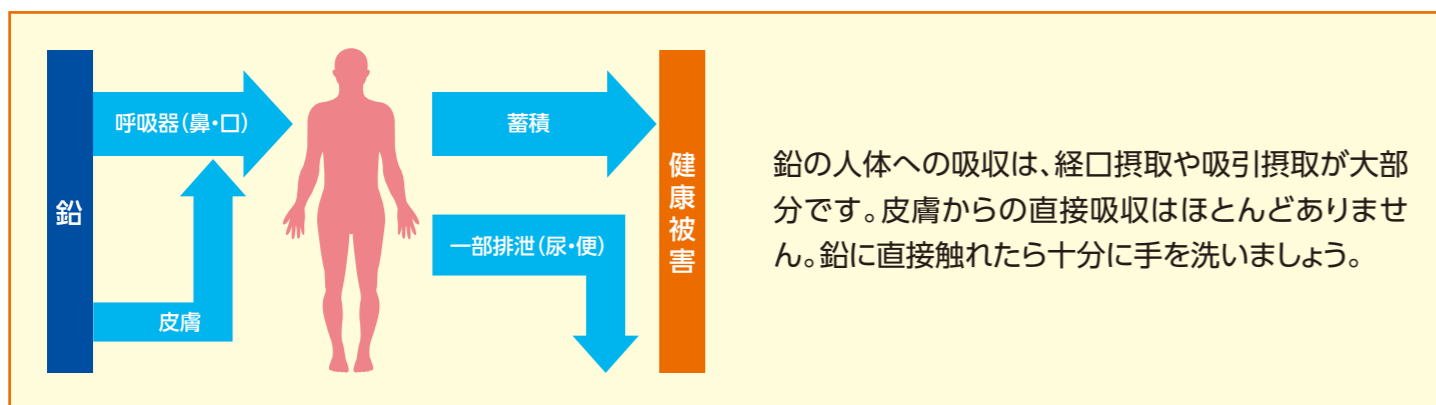 鉛
呼吸器(鼻・口)
皮膚
蓄積
一部排泄(尿・便)
健康被害
鉛の人体への吸収は、経口摂取や吸引摂取が大部
分です。皮膚からの直接吸収はほとんどありませ
ん。鉛に直接触れたら十分に手を洗いましょう。